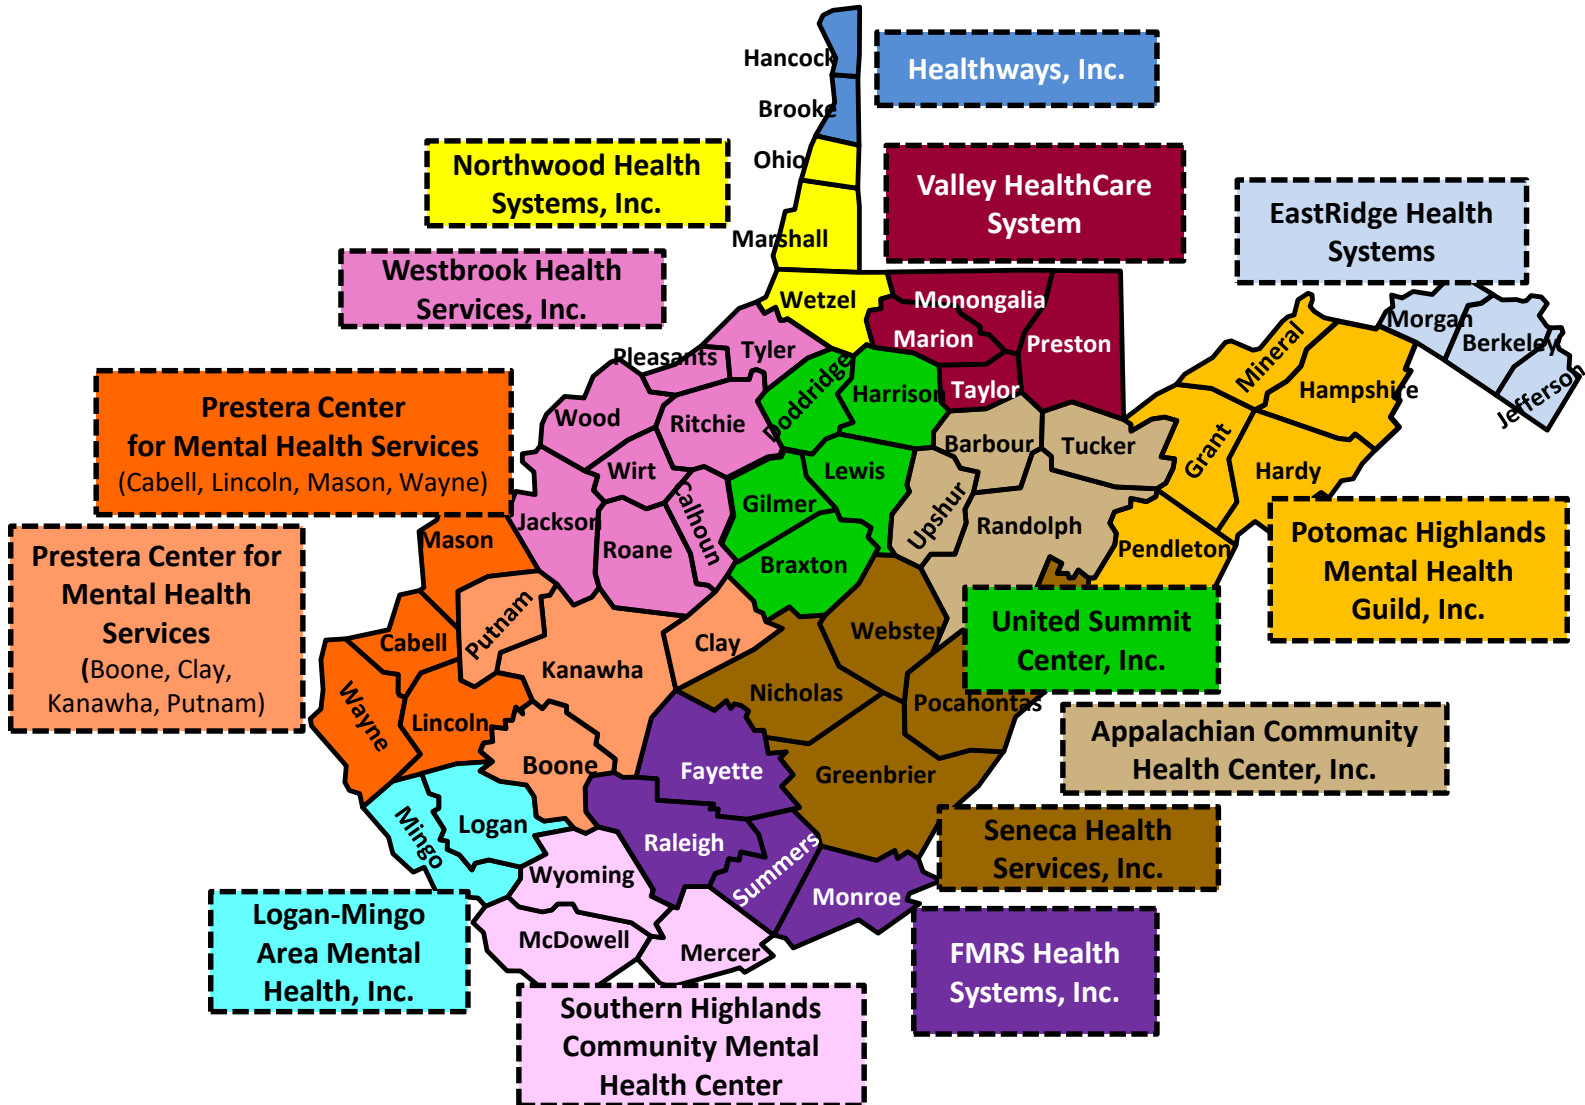 Hancock
Healthways, Inc.
Brooke
Ohio
Northwood Health
Systems, Inc.
Valley HealthCare
System
EastRidge Health
Systems
Marshall
Westbrook Health
Services, Inc.
Wetzel
Monongalia
Marion
Preston
Taylor
Morgan
Berkeley
Jefferson
Mineral
Hampshire
Grant
Hardy
Pendleton
Pleasants
Tyler
Doddridge
Harrison
Wood
Ritchie
Wirt
Calhoun
Jackson
Roane
Barbour
Tucker
Lewis
Gilmer
Upshur
Randolph
Braxton
Prestera Center
for Mental Health Services
(Cabell, Lincoln, Mason, Wayne)
Mason
Prestera Center for
Mental Health
Services
(Boone, Clay,
Kanawha, Putnam)
Potomac Highlands
Mental Health
Guild, Inc.
Putnam
Cabell
Clay
Kanawha
Webster
United Summit
Center, Inc.
Wayne
Lincoln
Nicholas
Pocahontas
Boone
Fayette
Greenbrier
Appalachian Community
Health Center, Inc.
Mingo
Logan
Raleigh
Summers
Seneca Health
Services, Inc.
Wyoming
Monroe
McDowell
Mercer
Logan-Mingo
Area Mental
Health, Inc.
FMRS Health
Systems, Inc.
Southern Highlands
Community Mental
Health Center